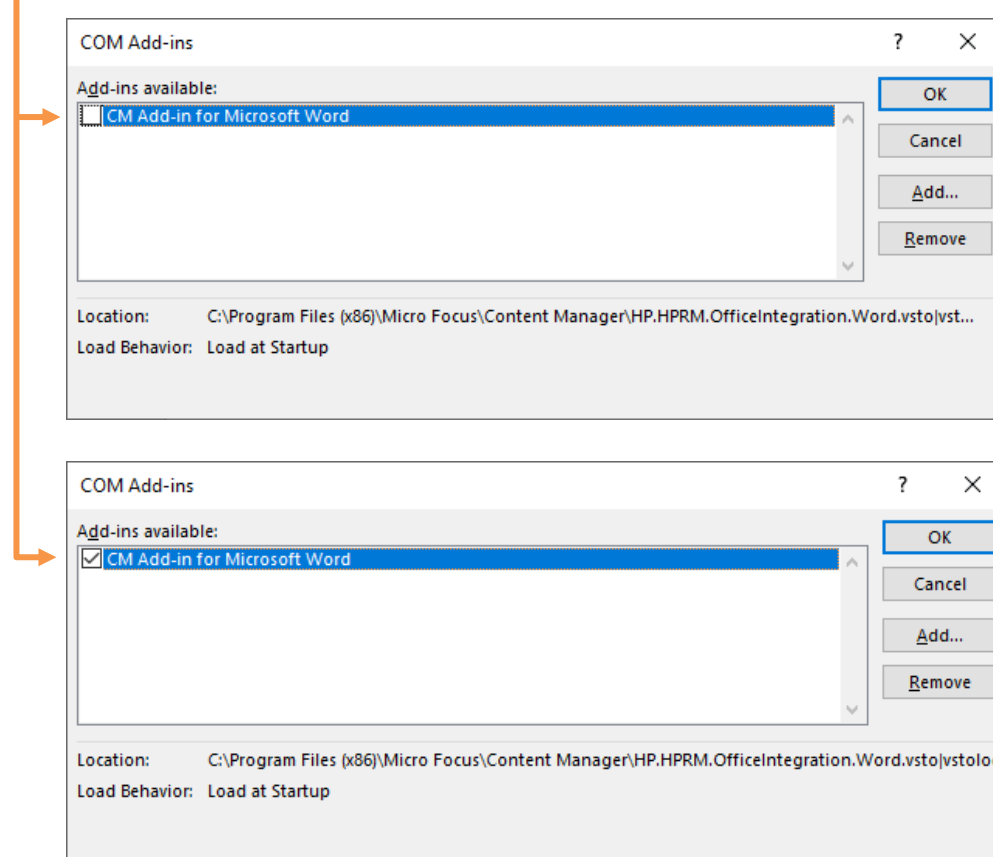 COM Add-ins ?
Add-ins available:
CM Add-in for Microsoft Word
OK
Cancel
Add...
Remove
Location: C:\Program Files (x86)\Micro Focus\Content Manager\HP.HPRM.OfficeIntegration.Word.vsto|vst...
Load Behavior: Load at Startup
COM Add-ins ?
Add-ins available:
CM Add-in for Microsoft Word
OK
Cancel
Add...
Remove
Location: C:\Program Files (x86)\Micro Focus\Content Manager\HP.HPRM.OfficeIntegration.Word.vsto|vstolo
Load Behavior: Load at Startup